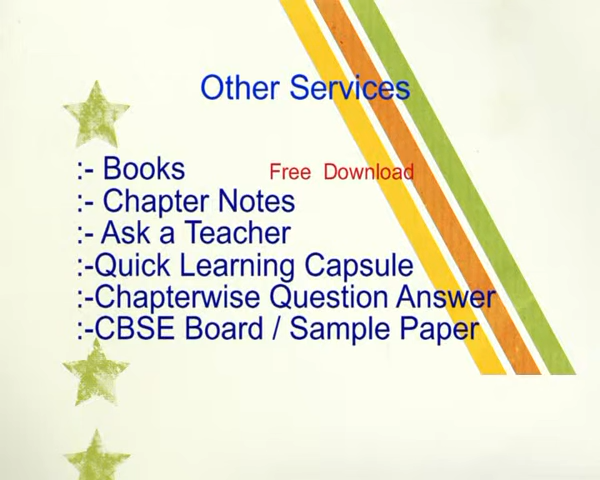 Other Services
:- Books Free Download
:- Chapter Notes
:- Ask a Teacher
:-Quick Learning Capsule
:-Chapterwise Question Answer
:-CBSE Board / Sample Paper